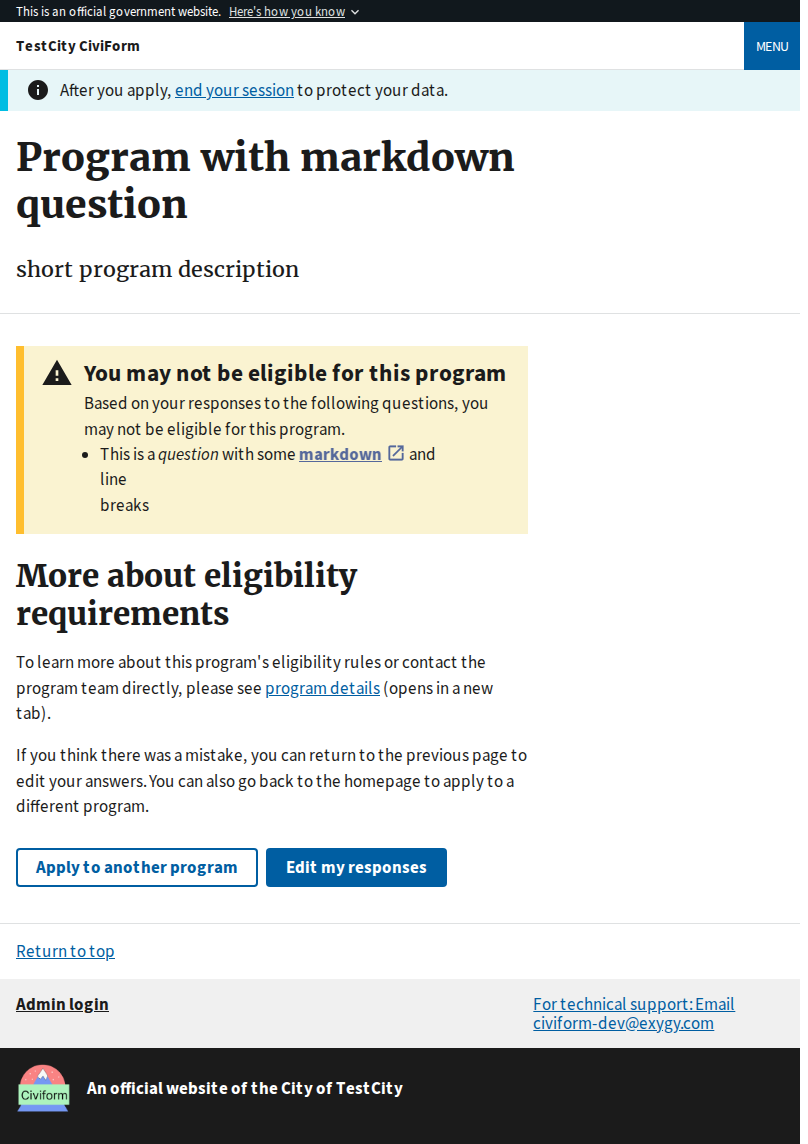 This is an official government website. Here's how you know
TestCity CiviForm
MENU
After you apply, end your session to protect your data.
Program with markdown
question
short program description
You may not be eligible for this program
Based on your responses to the following questions, you
may not be eligible for this program.
This is a question with some markdown and
line
breaks
More about eligibility
requirements
To learn more about this program's eligibility rules or contact the
program team directly, please see program details (opens in a new
tab).
If you think there was a mistake, you can return to the previous page to
edit your answers. You can also go back to the homepage to apply to a
different program.
Apply to another program
Edit my responses
Return to top
Admin login
For technical support: Email
civiform-dev@exygy.com
Civiform
An official website of the City of TestCity